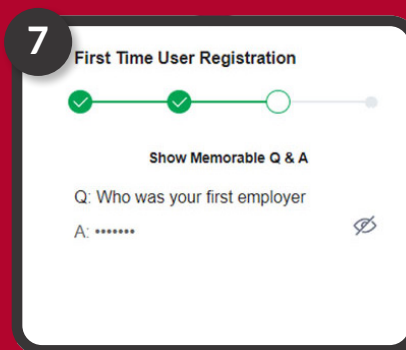 7
First Time User Registration
Show Memorable Q & A
Q: Who was your first employer
A: •••••••